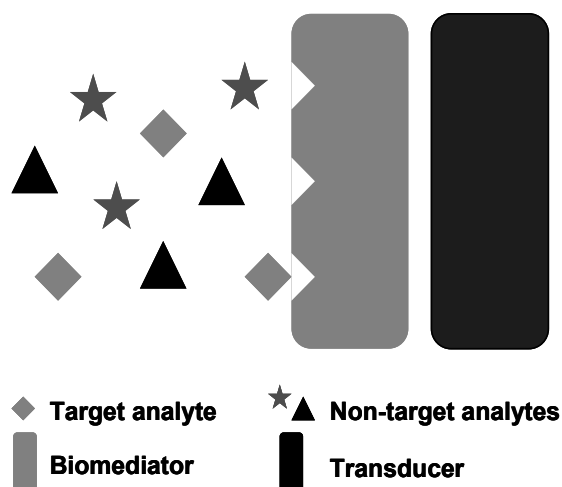 Target analyte
Non-target analytes
Biomediator
Transducer